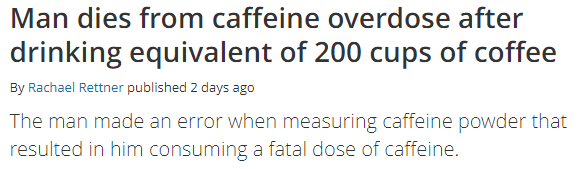 Man dies from caffeine overdose after
drinking equivalent of 200 cups of coffee
By Rachael Rettner published 2 days ago
The man made an error when measuring caffeine powder that
resulted in him consuming a fatal dose of caffeine.